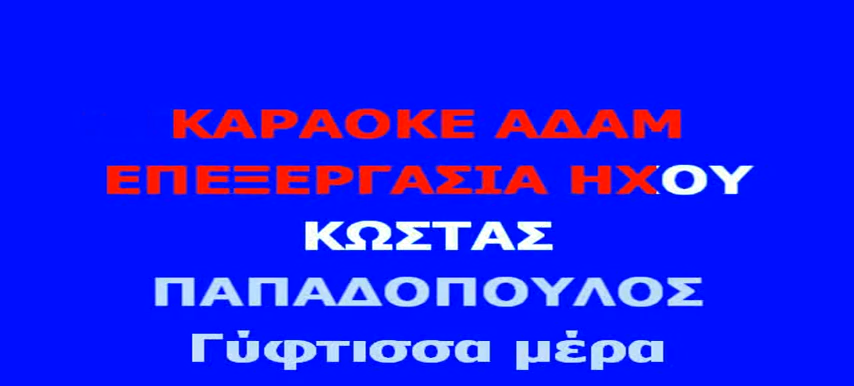 ΚΑΡΑΟΚΕ ΑΔΑΜ
ΕΠΕΞΕΡΓΑΣΙΑ ΗΧΟΥ
ΚΩΣΤΑΣ
ΠΑΠΑΔΟΠΟΥΛΟΣ
Γύφτισσα μέρα